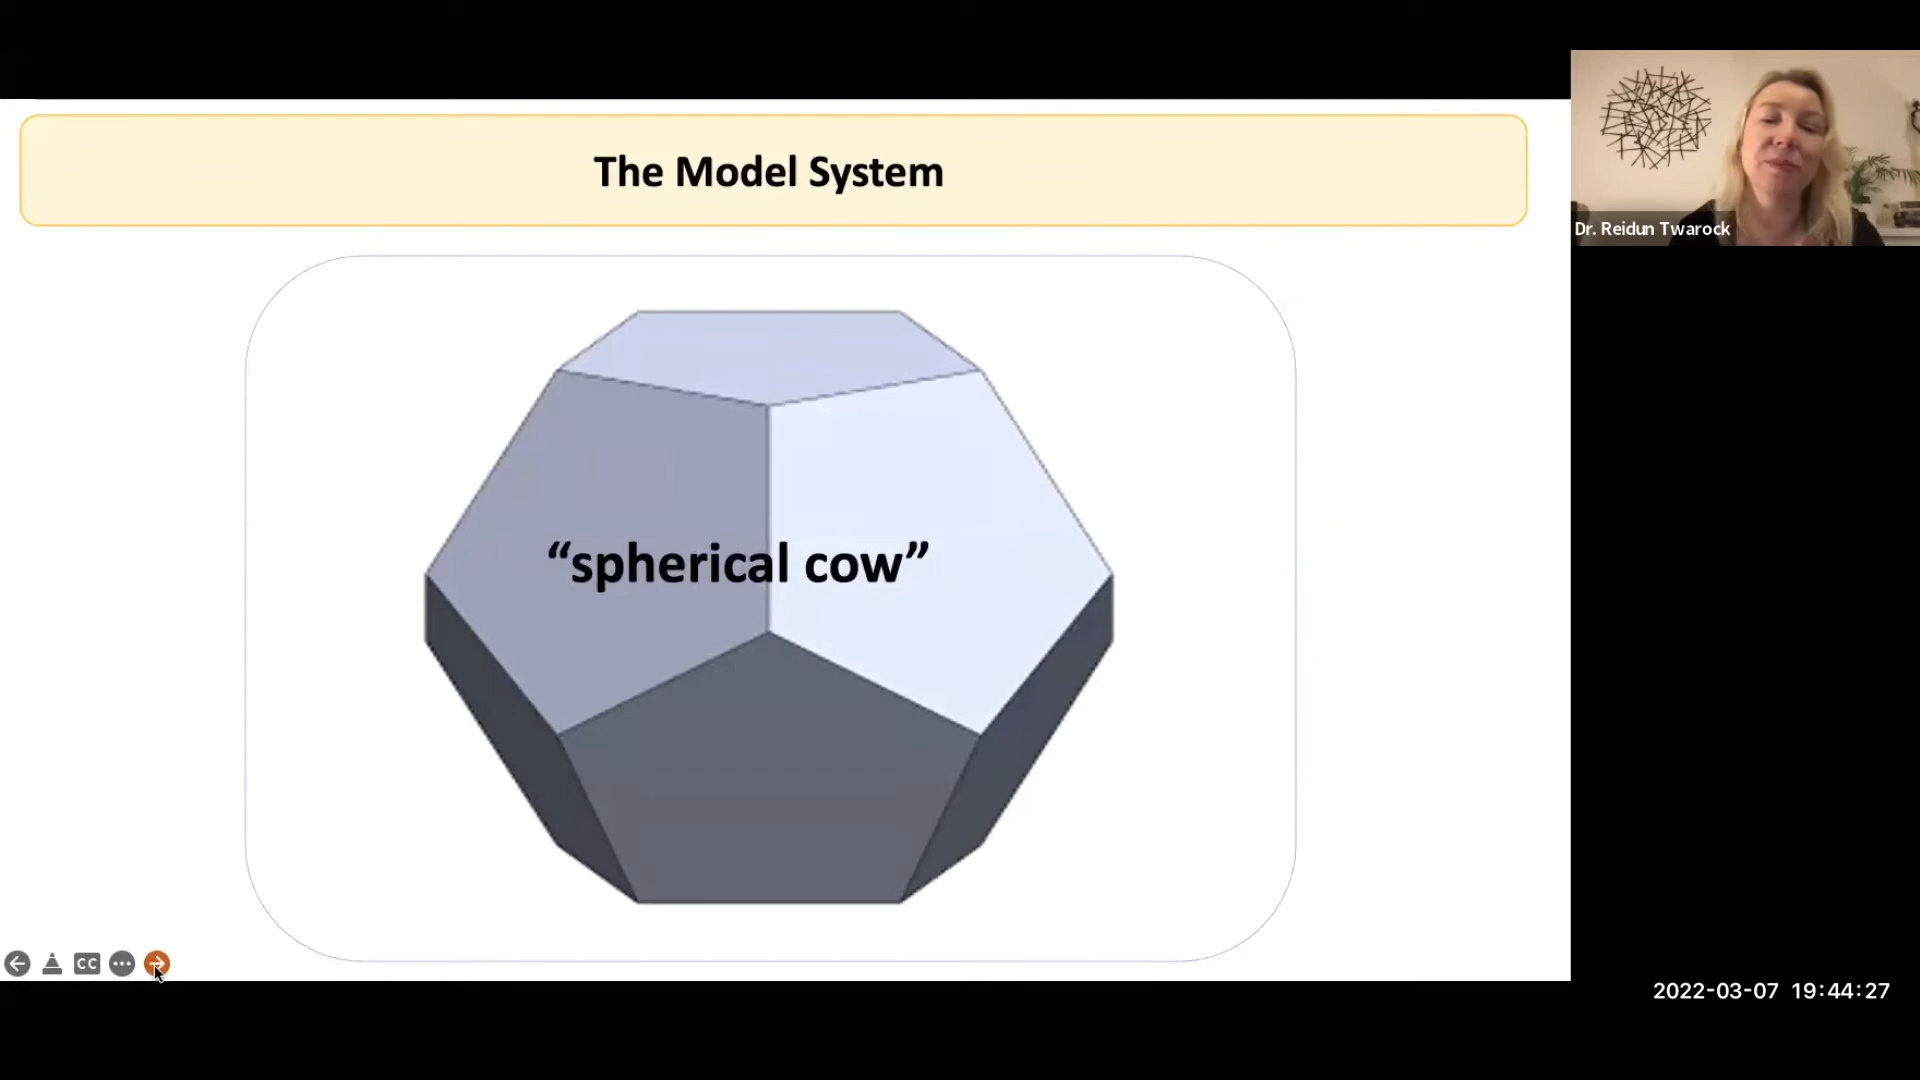 The Model System
Dr. Reidun Twarock
“spherical cow”
CC
2022-03-07 19:44:27